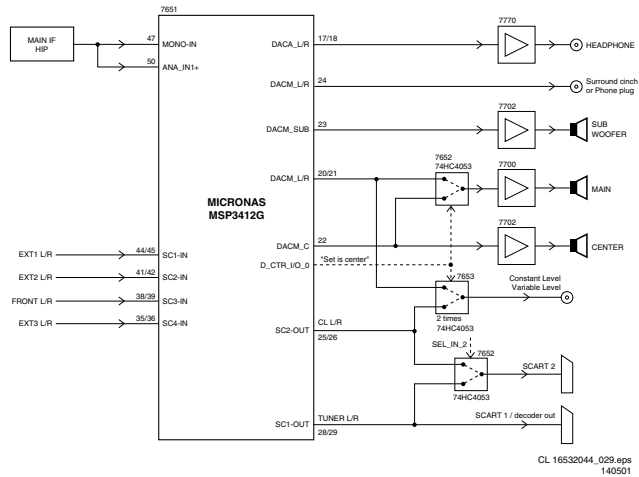 7651
MAIN IF
HIP
47
MONO-IN
50
ANA_IN1+
DACA_L/R
17/18
7770
HEADPHONE
DACM_L/R
24
Surround cinch
or Phone plug
DACM_SUB
23
7702
SUB
WOOFER
DACM_L/R
20/21
7652
74HC4053
7700
MAIN
MICRONAS
MSP3412G
DACM_C
22
7702
CENTER
D_CTR_I/O_0
"Set is center"
EXT1 L/R
44/45
SC1-IN
EXT2 L/R
41/42
SC2-IN
FRONT L/R
38/39
SC3-IN
EXT3 L/R
35/36
SC4-IN
7653
Constant Level
Variable Level
2 times
74HC4053
SC2-OUT
CL L/R
25/26
SEL_IN_2
7652
74HC4053
SCART 2
SC1-OUT
TUNER L/R
28/29
SCART 1 / decoder out
CL 16532044_029.eps
140501